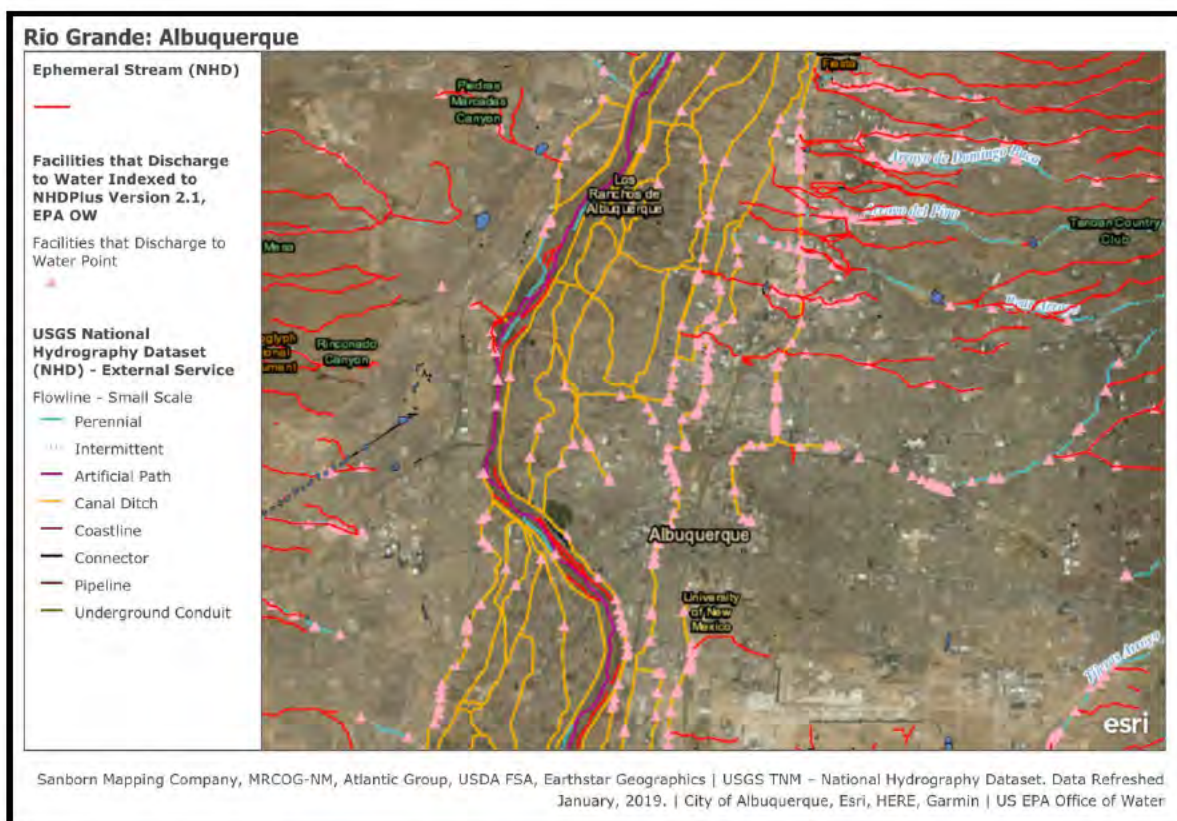 Rio Grande: Albuquerque
Ephemeral Stream (NHD)
Facilities that Discharge
to Water Indexed to
NHDPlus Version 2.1,
EPA OW
Facilities that Discharge to
Water Point
USGS National
Hydrography Dataset
(NHD) - External Service
Flowline - Small Scale
Perennial
Intermittent
Artificial Path
Canal Ditch
Coastline
Connector
Pipeline
Underground Conduit
Piedras
Marcadas
Canyon
Fiesta
Arroyo de Domingo Baca
Los
Ranchos de
Albuquerque
Arroyo del Pino
Tanoan Country
Club
Mesa
Rinconado
Canyon
Albuquerque
University
of New
Mexico
Tijeras Arroyo
esri
Sanborn Mapping Company, MRCOG-NM, Atlantic Group, USDA FSA, Earthstar Geographics | USGS TNM – National Hydrography Dataset. Data Refreshed
January, 2019. | City of Albuquerque, Esri, HERE, Garmin | US EPA Office of Water